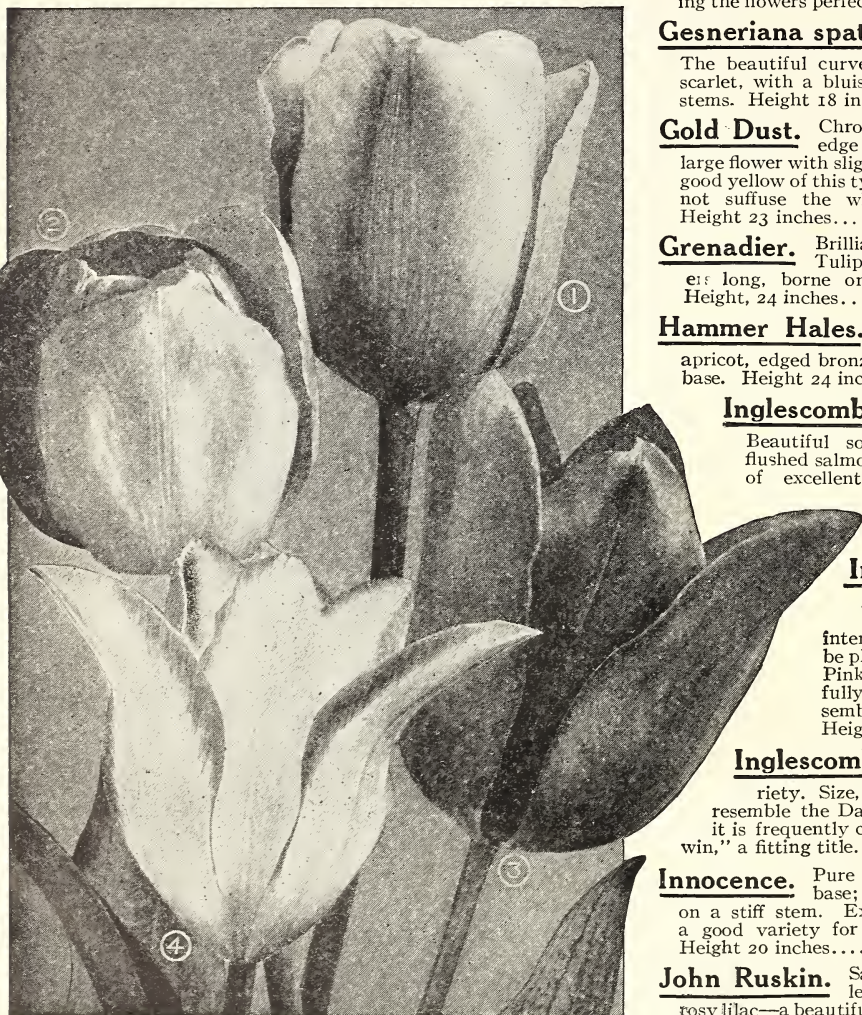 ing the flowers perfec
Gesneriana spat
The beautiful curve
scarlet, with a bluis
stems. Height 18 in
Gold Dust. Chro
edge
large flower with slig
good yellow of this ty
not suffuse the w
Height 23 inches...
Grenadier. Brillia
Tulip
long, borne on
Height, 24 inches..
Hammer Hales.
apricot, edged bronz
base. Height 24 inc
Inglescomb
Beautiful so
flushed salmo
of excellent
In
inten
be pl
Pink
fully
semb
Heig
Inglescom
riety. Size,
resemble the Da
it is frequently c
win," a fitting title.
Innocence. Pure
base;
on a stiff stem. Ex
a good variety for
Height 20 inches....
John Ruskin. Sa
le
rosy lilac—a beautifu
②
①
③
④